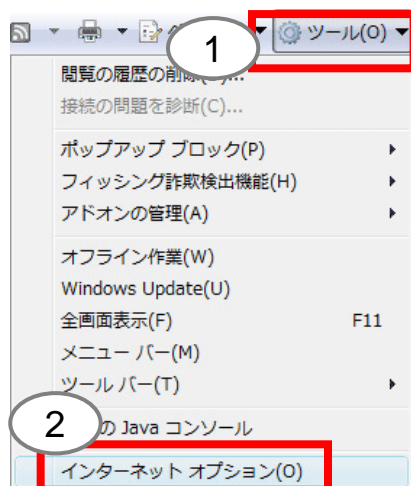 1
ツール(O)
閲覧の履歴の削除
接続の問題を診断(C)...
ポップアップ ブロック(P)
フィッシング詐欺検出機能(H)
アドオンの管理(A)
オフライン作業(W)
Windows Update(U)
全画面表示(F) F11
メニュー バー(M)
ツール バー(T)
2 の Java コンソール
インターネット オプション(O)